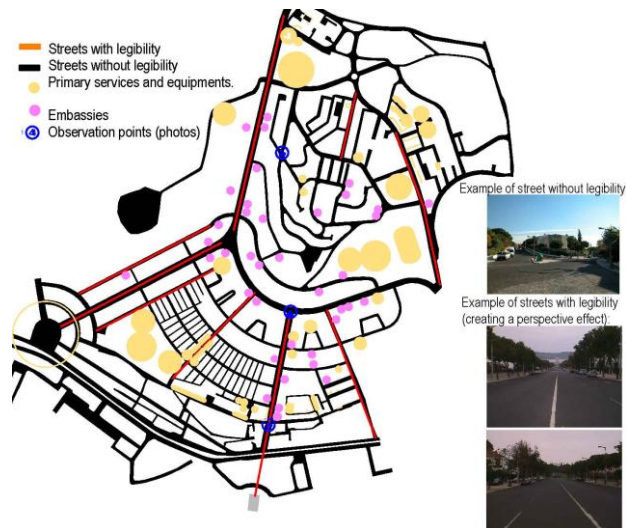 Streets with legibility
Streets without legibility
Primary services and equipments.
Embassies
Observation points (photos)
Example of street without legibility
Example of streets with legibility
(creating a perspective effect):